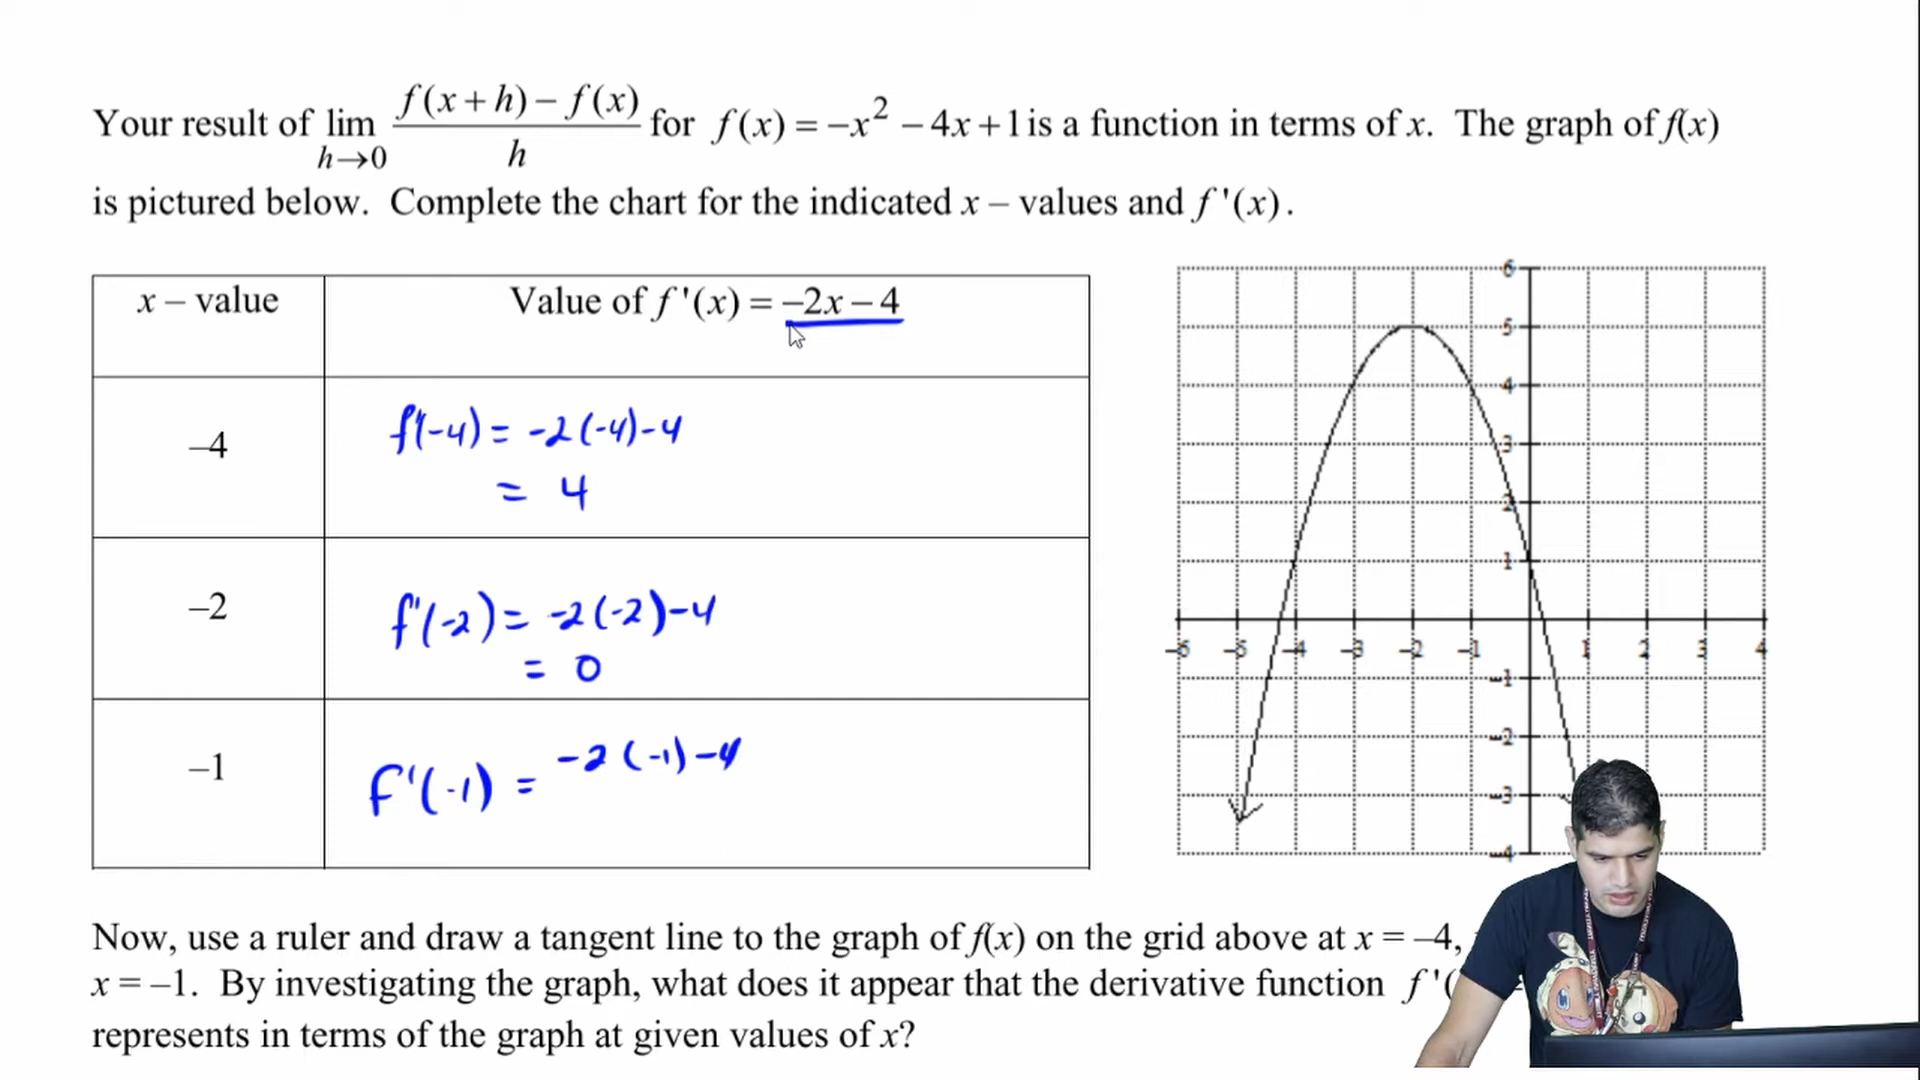 Your result of lim h→0 f(x+h)−f(x) / h for f(x) = −x² − 4x + 1 is a function in terms of x. The graph of f(x)
is pictured below. Complete the chart for the indicated x – values and f '(x).
x – value
Value of f '(x) = −2x − 4
–4
f'(-4) = -2(-4)-4
= 4
–2
f'(-2) = -2(-2)-4
= 0
–1
f'(-1) = -2(-1)-4
6
5
4
3
2
1
–6 –5 –4 –3 –2 –1 1 2 3 4
–1
–2
–3
–4
Now, use a ruler and draw a tangent line to the graph of f(x) on the grid above at x = –4,
x = –1. By investigating the graph, what does it appear that the derivative function f '(
represents in terms of the graph at given values of x?